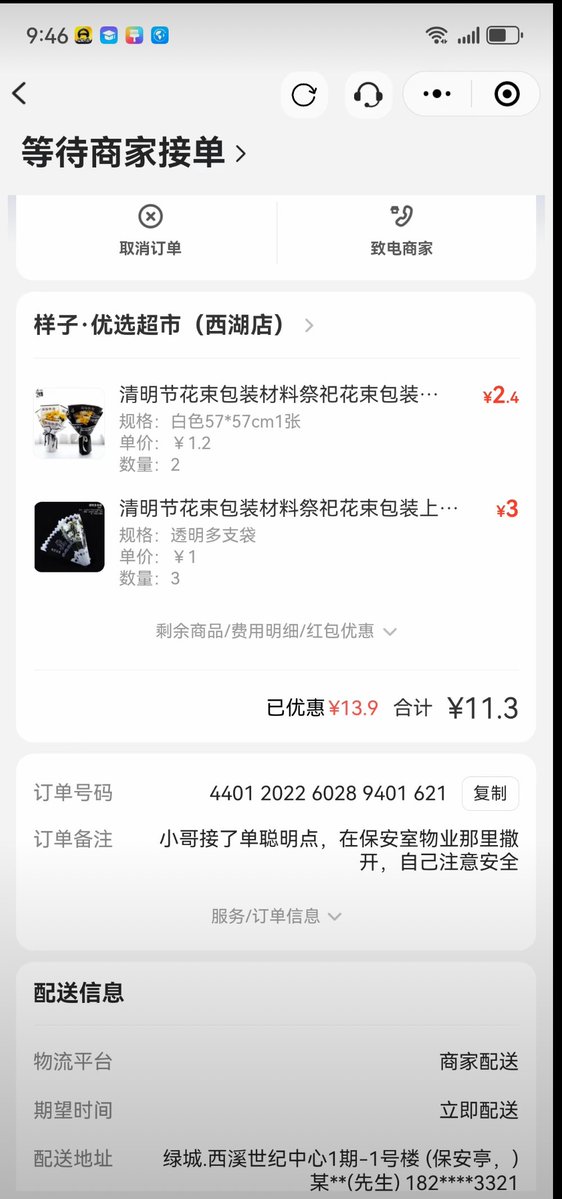 9:46
等待商家接单
取消订单
致电商家
样子·优选超市（西湖店）
清明节花束包装材料祭祀花束包装…
¥2.4
规格：白色57*57cm1张
单价：￥1.2
数量：2
清明节花束包装材料祭祀花束包装上…
¥3
规格：透明多支袋
单价：￥1
数量：3
剩余商品/费用明细/红包优惠
已优惠¥13.9 合计 ¥11.3
订单号码
4401 2022 6028 9401 621
复制
订单备注
小哥接了单聪明点，在保安室物业那里撒
开，自己注意安全
服务/订单信息
配送信息
物流平台
商家配送
期望时间
立即配送
配送地址
绿城.西溪世纪中心1期-1号楼 (保安亭，)
某**(先生) 182****3321